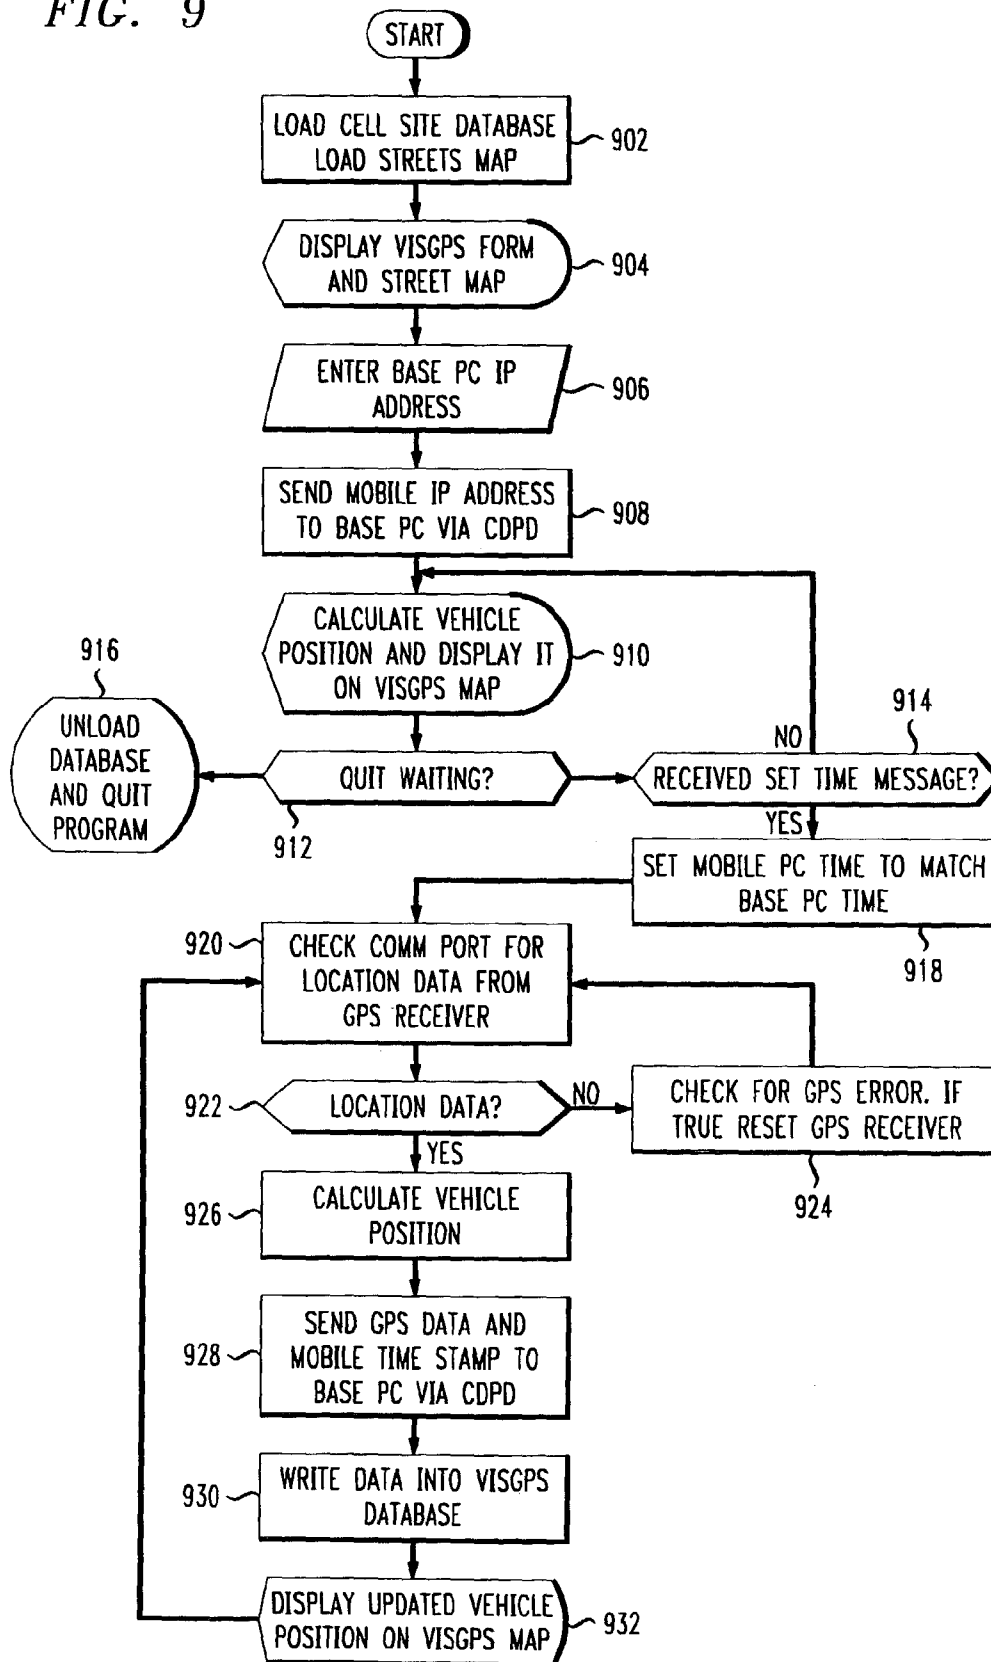 FIG. 9
START
LOAD CELL SITE DATABASE
LOAD STREETS MAP
902
DISPLAY VISGPS FORM
AND STREET MAP
904
ENTER BASE PC IP
ADDRESS
906
SEND MOBILE IP ADDRESS
TO BASE PC VIA CDPD
908
CALCULATE VEHICLE
POSITION AND DISPLAY IT
ON VISGPS MAP
910
916
UNLOAD
DATABASE
AND QUIT
PROGRAM
QUIT WAITING?
912
914
NO
RECEIVED SET TIME MESSAGE?
YES
SET MOBILE PC TIME TO MATCH
BASE PC TIME
918
920
CHECK COMM PORT FOR
LOCATION DATA FROM
GPS RECEIVER
922
LOCATION DATA?
NO
CHECK FOR GPS ERROR. IF
TRUE RESET GPS RECEIVER
924
YES
926
CALCULATE VEHICLE
POSITION
928
SEND GPS DATA AND
MOBILE TIME STAMP TO
BASE PC VIA CDPD
930
WRITE DATA INTO VISGPS
DATABASE
DISPLAY UPDATED VEHICLE
POSITION ON VISGPS MAP
932